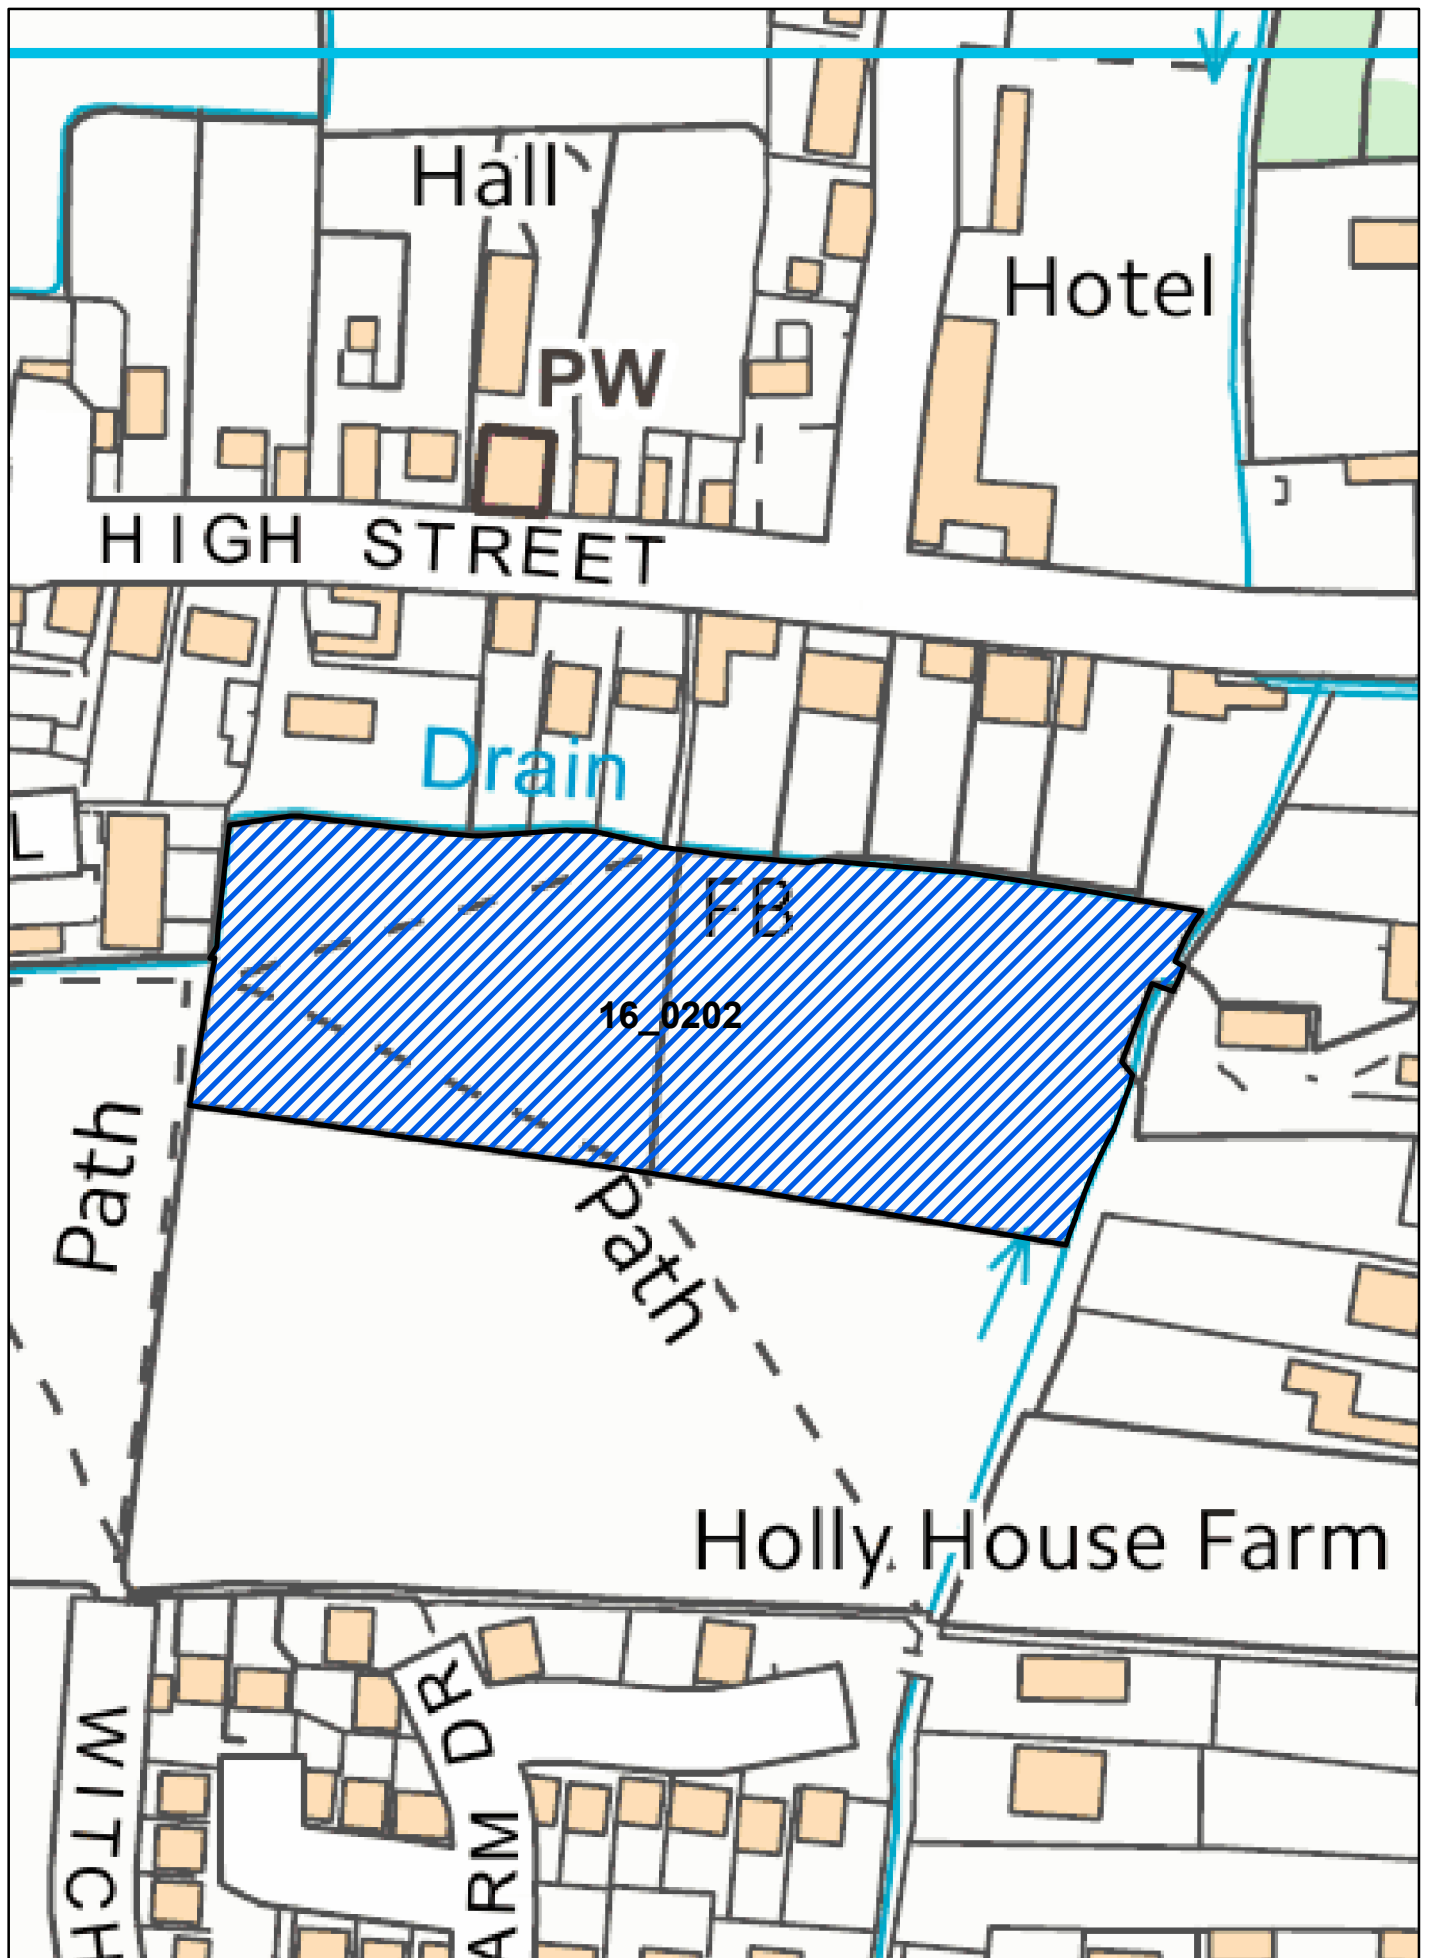 Hall
Hotel
PW
HIGH STREET
Drain
L
FB
16_0202
Path
Path
Holly House Farm
DR
WITCH
ARM